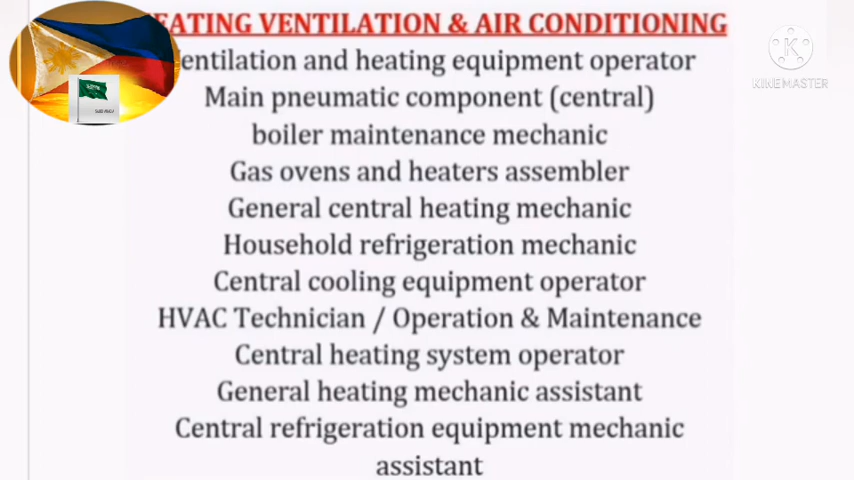 EATING VENTILATION & AIR CONDITIONING
entilation and heating equipment operator
Main pneumatic component (central)
boiler maintenance mechanic
Gas ovens and heaters assembler
General central heating mechanic
Household refrigeration mechanic
Central cooling equipment operator
HVAC Technician / Operation & Maintenance
Central heating system operator
General heating mechanic assistant
Central refrigeration equipment mechanic
assistant
KINEMASTER